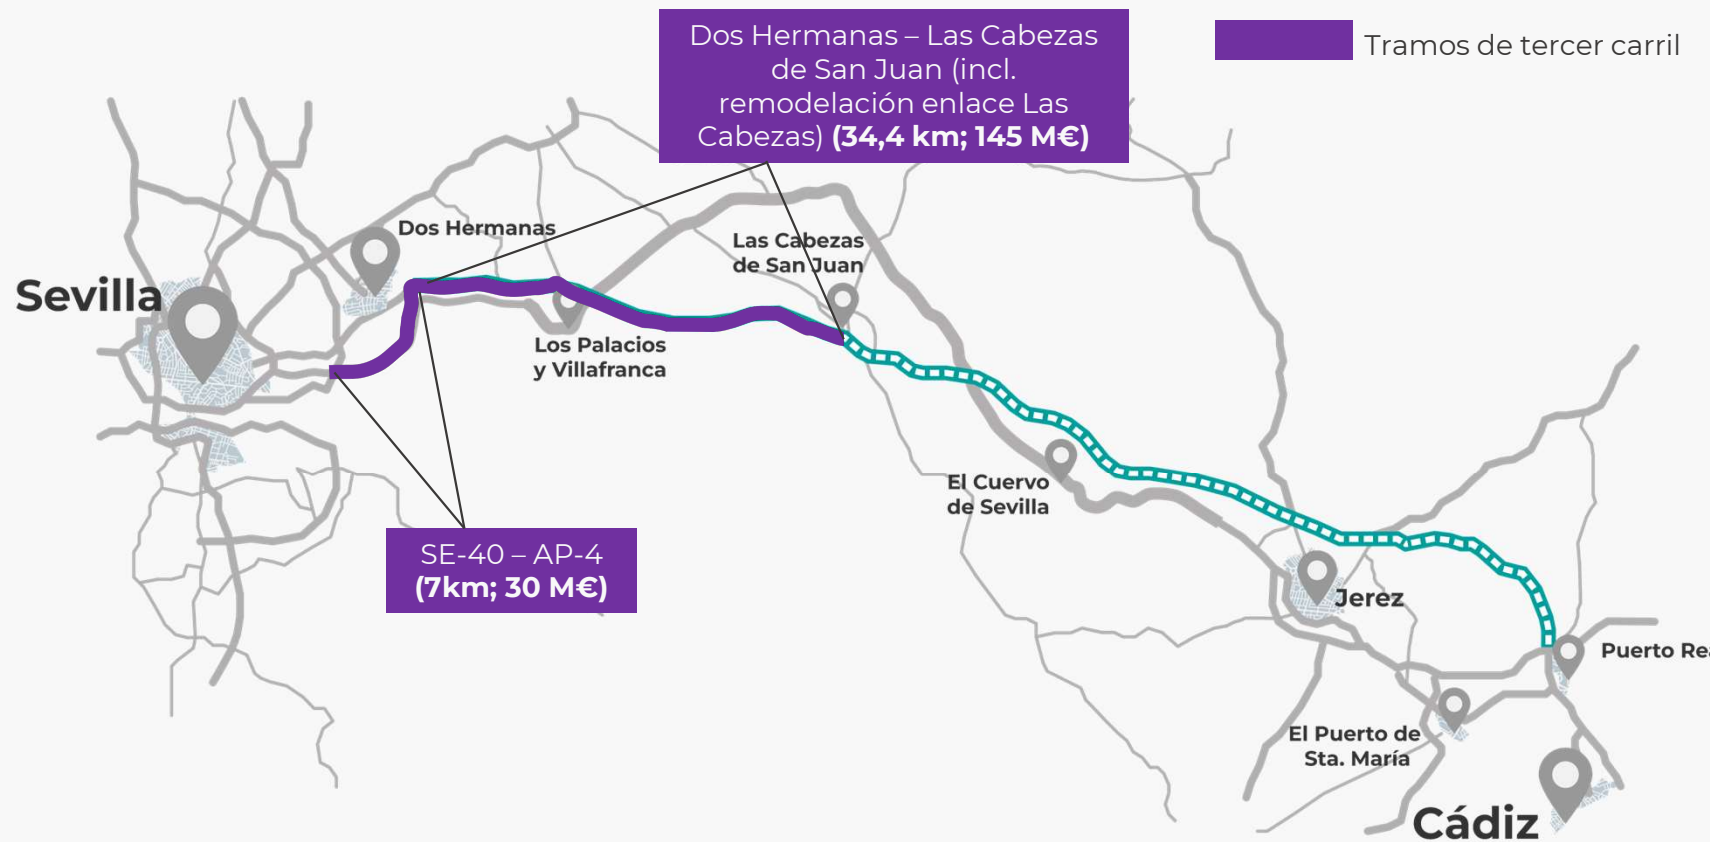 Dos Hermanas – Las Cabezas
de San Juan (incl.
remodelación enlace Las
Cabezas) (34,4 km; 145 M€)
Tramos de tercer carril
Dos Hermanas
Las Cabezas
de San Juan
Sevilla
Los Palacios
y Villafranca
El Cuervo
de Sevilla
SE-40 – AP-4
(7km; 30 M€)
Jerez
Puerto Rea
El Puerto de
Sta. María
Cádiz